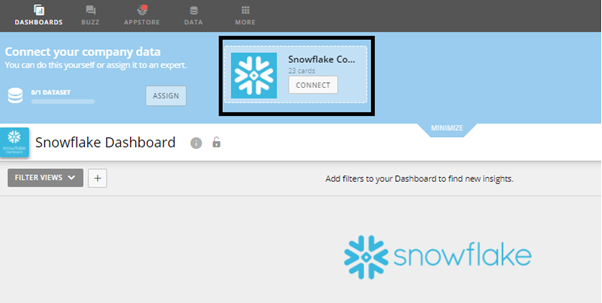 DASHBOARDS
BUZZ
APPSTORE
DATA
MORE
Connect your company data
You can do this yourself or assign it to an expert.
0/1 DATASET
ASSIGN
Snowflake Co...
23 cards
CONNECT
MINIMIZE
snowflake
Snowflake Dashboard
FILTER VIEWS
+
Add filters to your Dashboard to find new insights.
snowflake